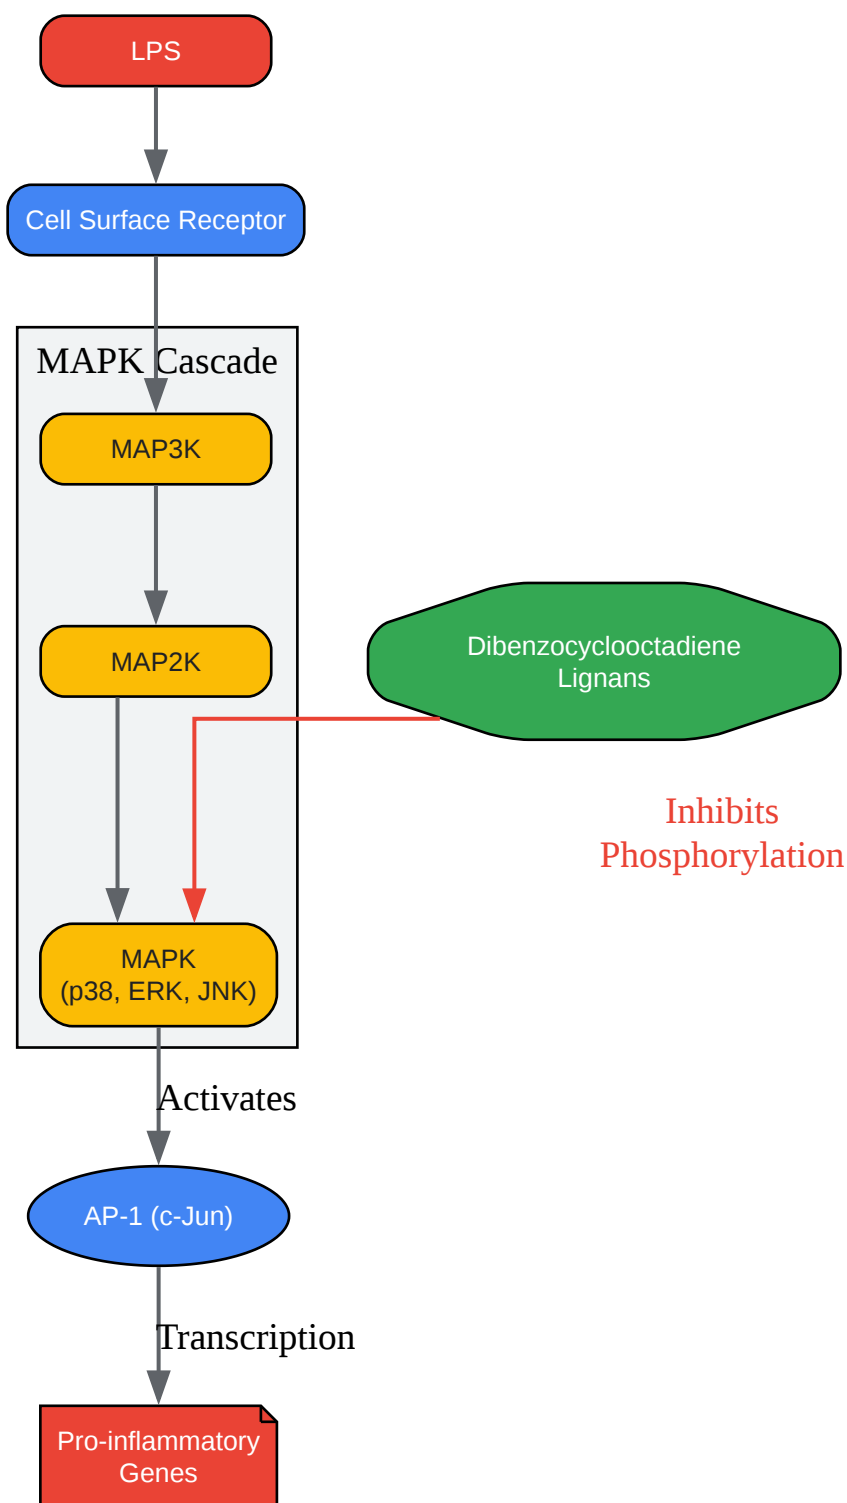 LPS
Cell Surface Receptor
MAPK Cascade
MAP3K
MAP2K
Dibenzocyclooctadiene
Lignans
Inhibits
Phosphorylation
MAPK
(p38, ERK, JNK)
Activates
AP-1 (c-Jun)
Transcription
Pro-inflammatory
Genes